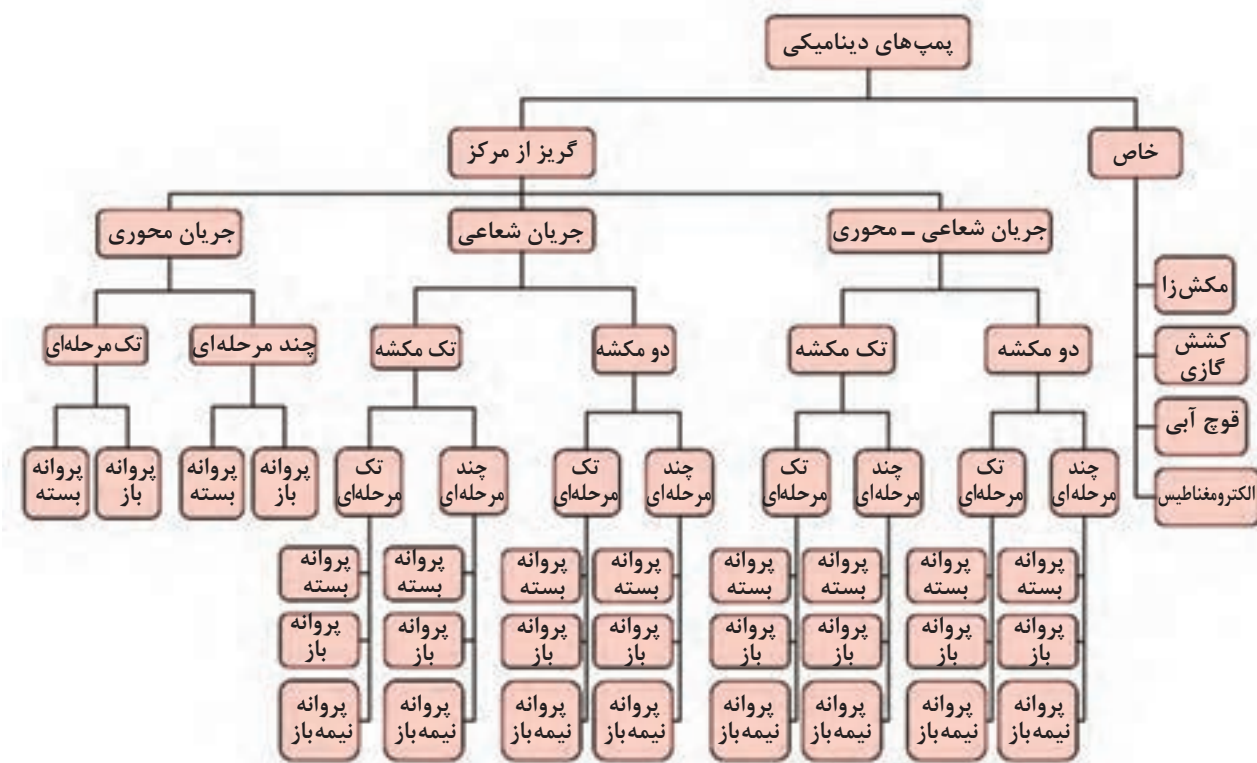 پمپ‌های دینامیکی
خاص
گریز از مرکز
جریان شعاعی ـ محوری
جریان شعاعی
جریان محوری
مکش‌زا
کشش
گازی
قوچ آبی
الکترومغناطیس
دو مکشه
تک مکشه
دو مکشه
تک مکشه
چند مرحله‌ای
تک‌مرحله‌ای
چند
مرحله‌ای
تک
مرحله‌ای
چند
مرحله‌ای
تک
مرحله‌ای
چند
مرحله‌ای
تک
مرحله‌ای
چند
مرحله‌ای
تک
مرحله‌ای
پروانه
باز
پروانه
بسته
پروانه
باز
پروانه
بسته
پروانه
بسته
پروانه
بسته
پروانه
بسته
پروانه
بسته
پروانه
بسته
پروانه
بسته
پروانه
بسته
پروانه
بسته
پروانه
باز
پروانه
باز
پروانه
باز
پروانه
باز
پروانه
باز
پروانه
باز
پروانه
باز
پروانه
باز
پروانه
نیمه‌باز
پروانه
نیمه‌باز
پروانه
نیمه‌باز
پروانه
نیمه‌باز
پروانه
نیمه‌باز
پروانه
نیمه‌باز
پروانه
نیمه‌باز
پروانه
نیمه‌باز